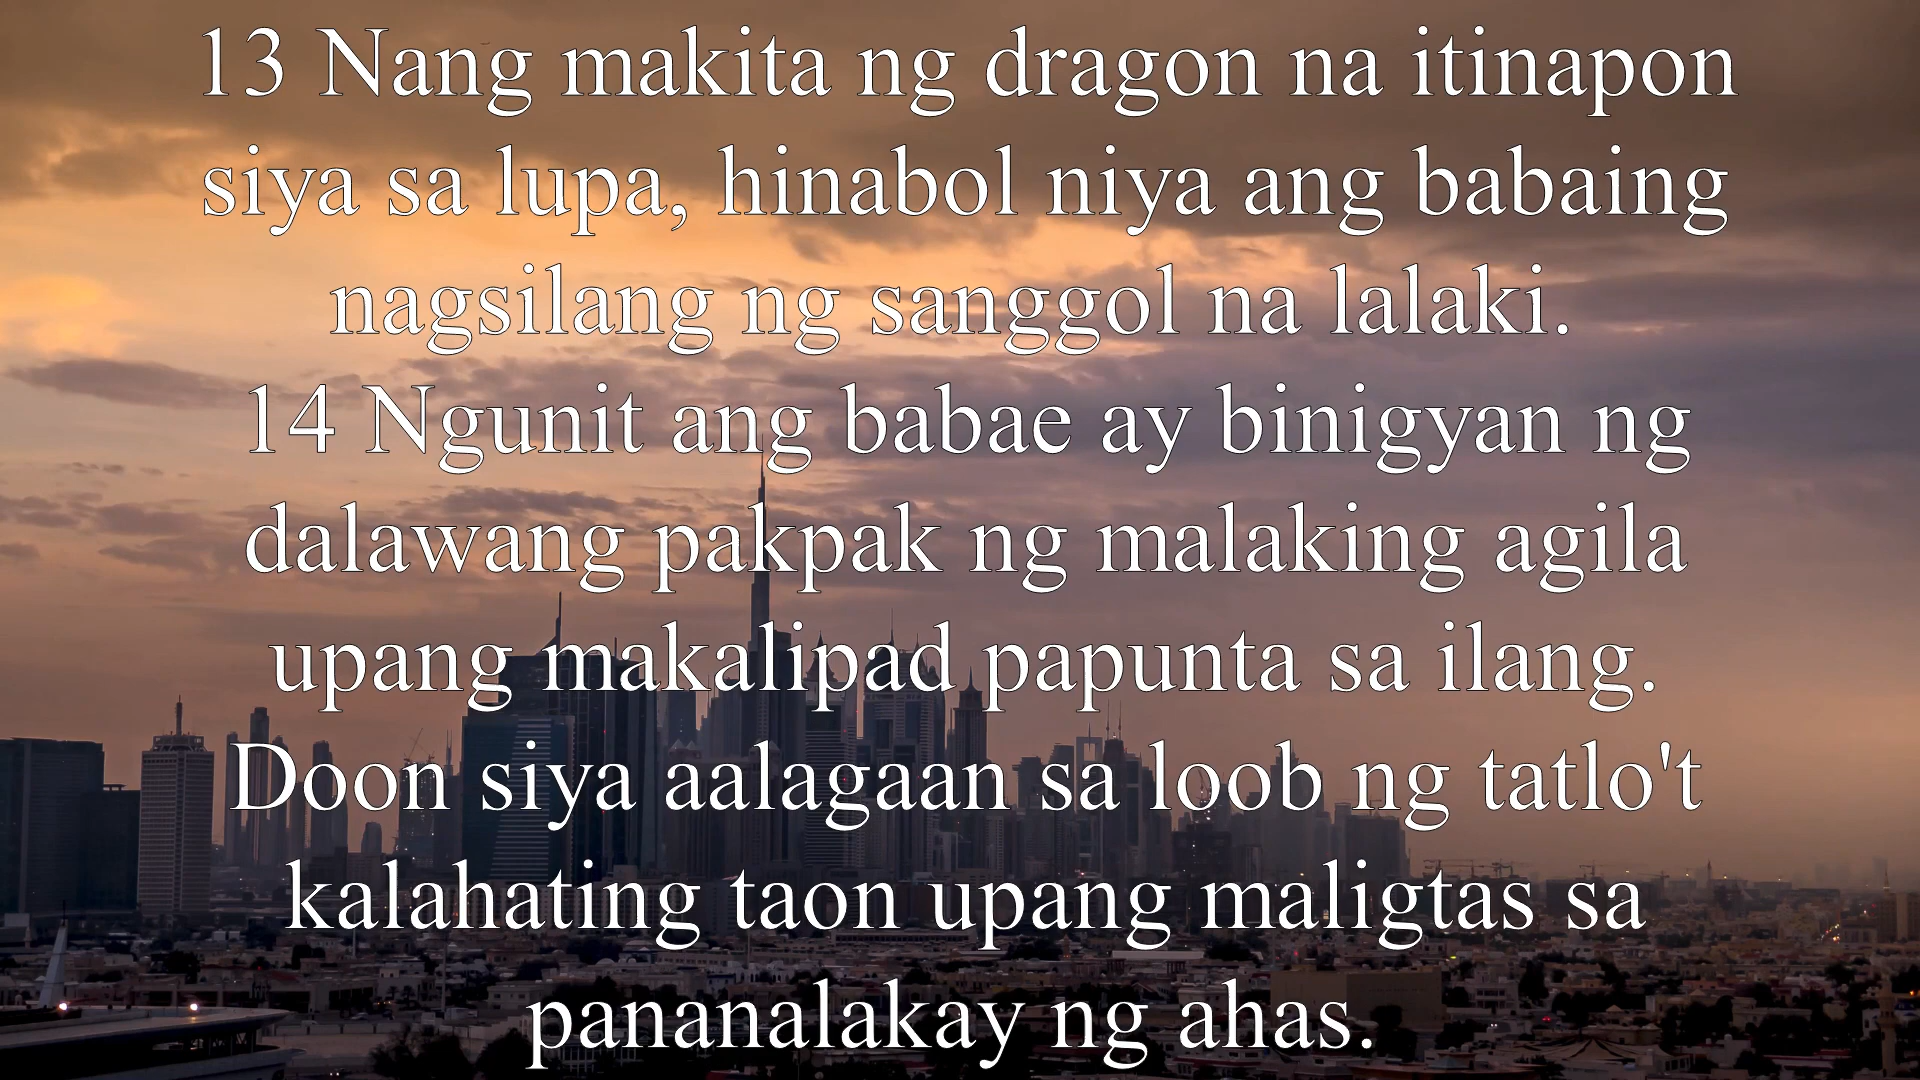 13 Nang makita ng dragon na itinapon
siya sa lupa, hinabol niya ang babaing
nagsilang ng sanggol na lalaki.
14 Ngunit ang babae ay binigyan ng
dalawang pakpak ng malaking agila
upang makalipad papunta sa ilang.
Doon siya aalagaan sa loob ng tatlo't
kalahating taon upang maligtas sa
pananalakay ng ahas.